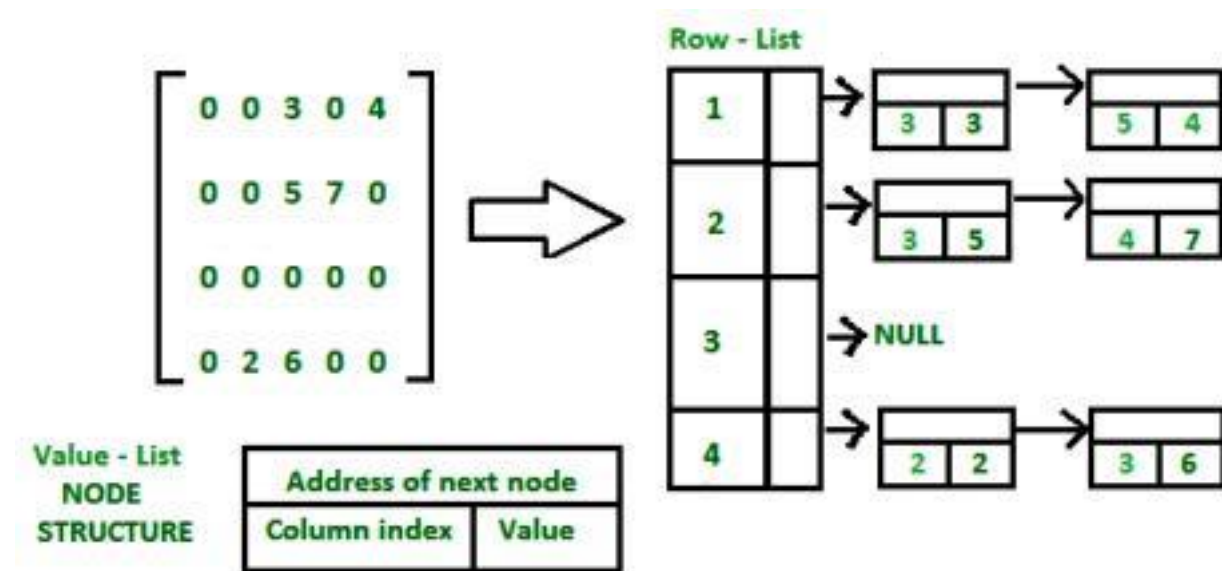 0 0 3 0 4
0 0 5 7 0
0 0 0 0 0
0 2 6 0 0
Row - List
1
3 3
5 4
2
3 5
4 7
3
NULL
4
2 2
3 6
Value - List
NODE
STRUCTURE
Address of next node
Column index Value